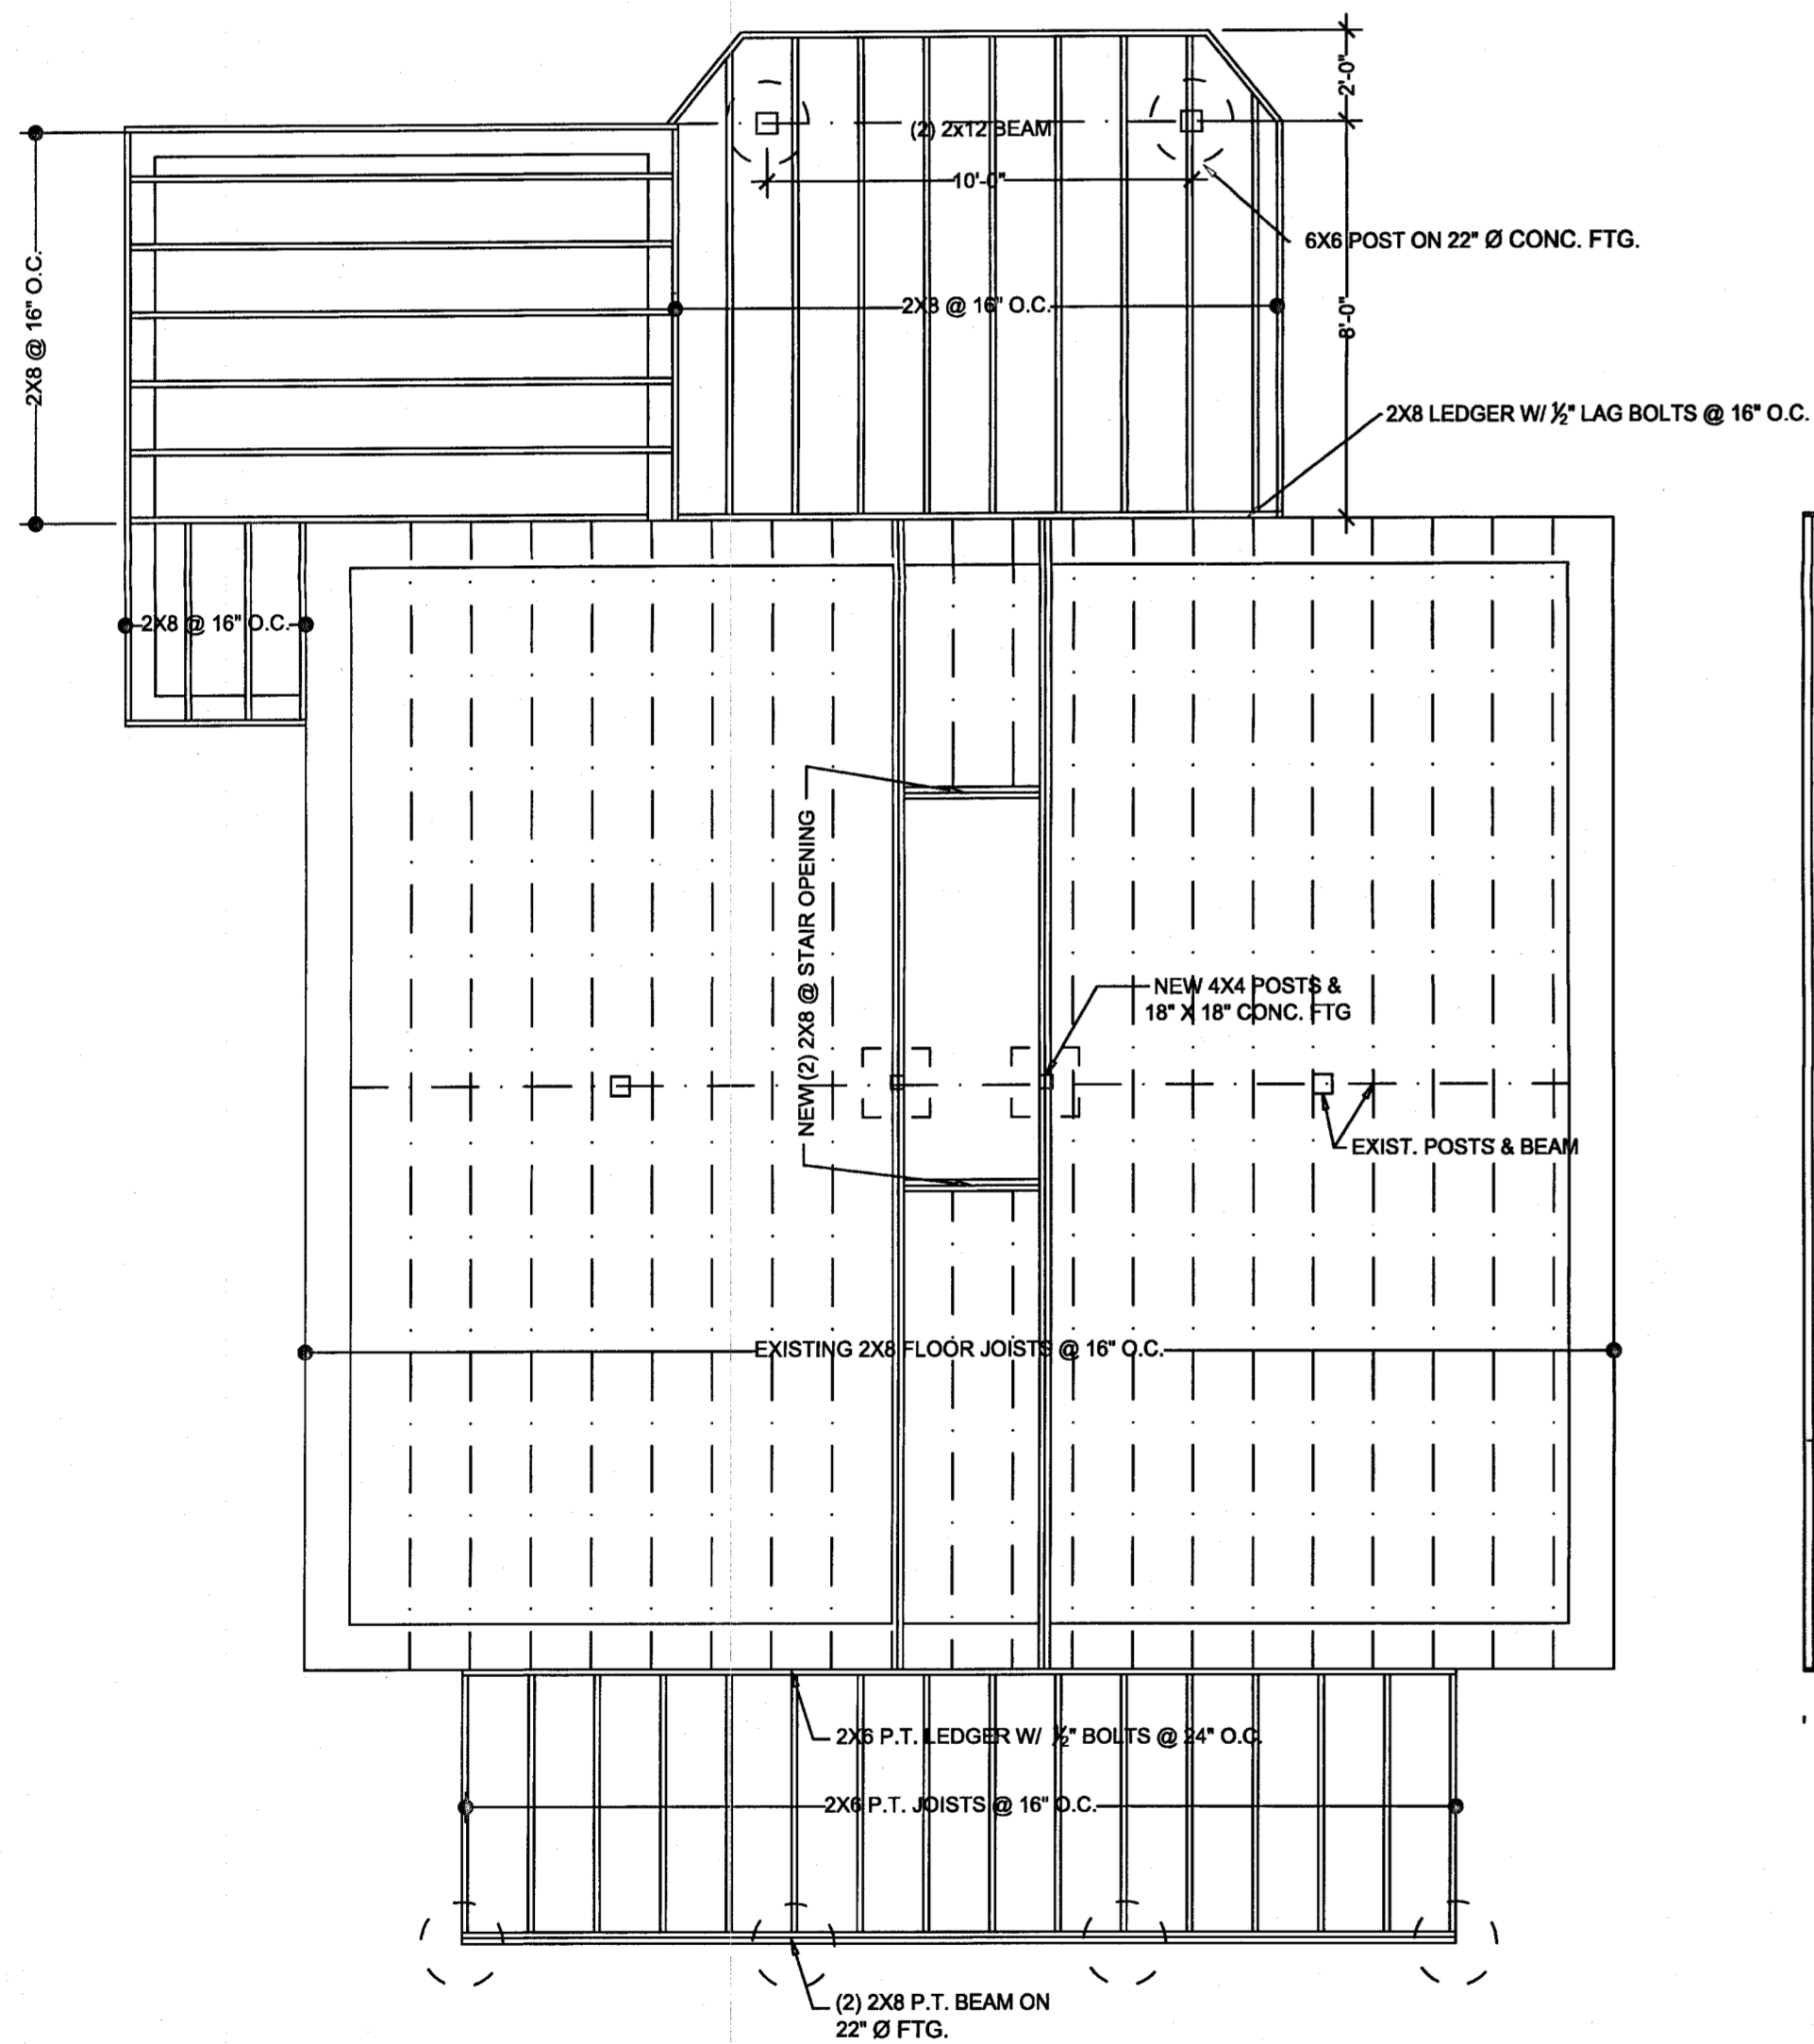 2'-0"
(2) 2x12 BEAM
10'-0"
6X6 POST ON 22" Ø CONC. FTG.
2X8 @ 16" O.C.
2X8 @ 16" O.C.
8'-0"
2X8 LEDGER W/ ½" LAG BOLTS @ 16" O.C.
2X8 @ 16" O.C.
NEW (2) 2X8 @ STAIR OPENING
NEW 4X4 POSTS &
18" X 18" CONC. FTG
EXIST. POSTS & BEAM
EXISTING 2X8 FLOOR JOISTS @ 16" O.C.
2X6 P.T. LEDGER W/ ½" BOLTS @ 24" O.C.
2X6 P.T. JOISTS @ 16" O.C.
(2) 2X8 P.T. BEAM ON
22" Ø FTG.